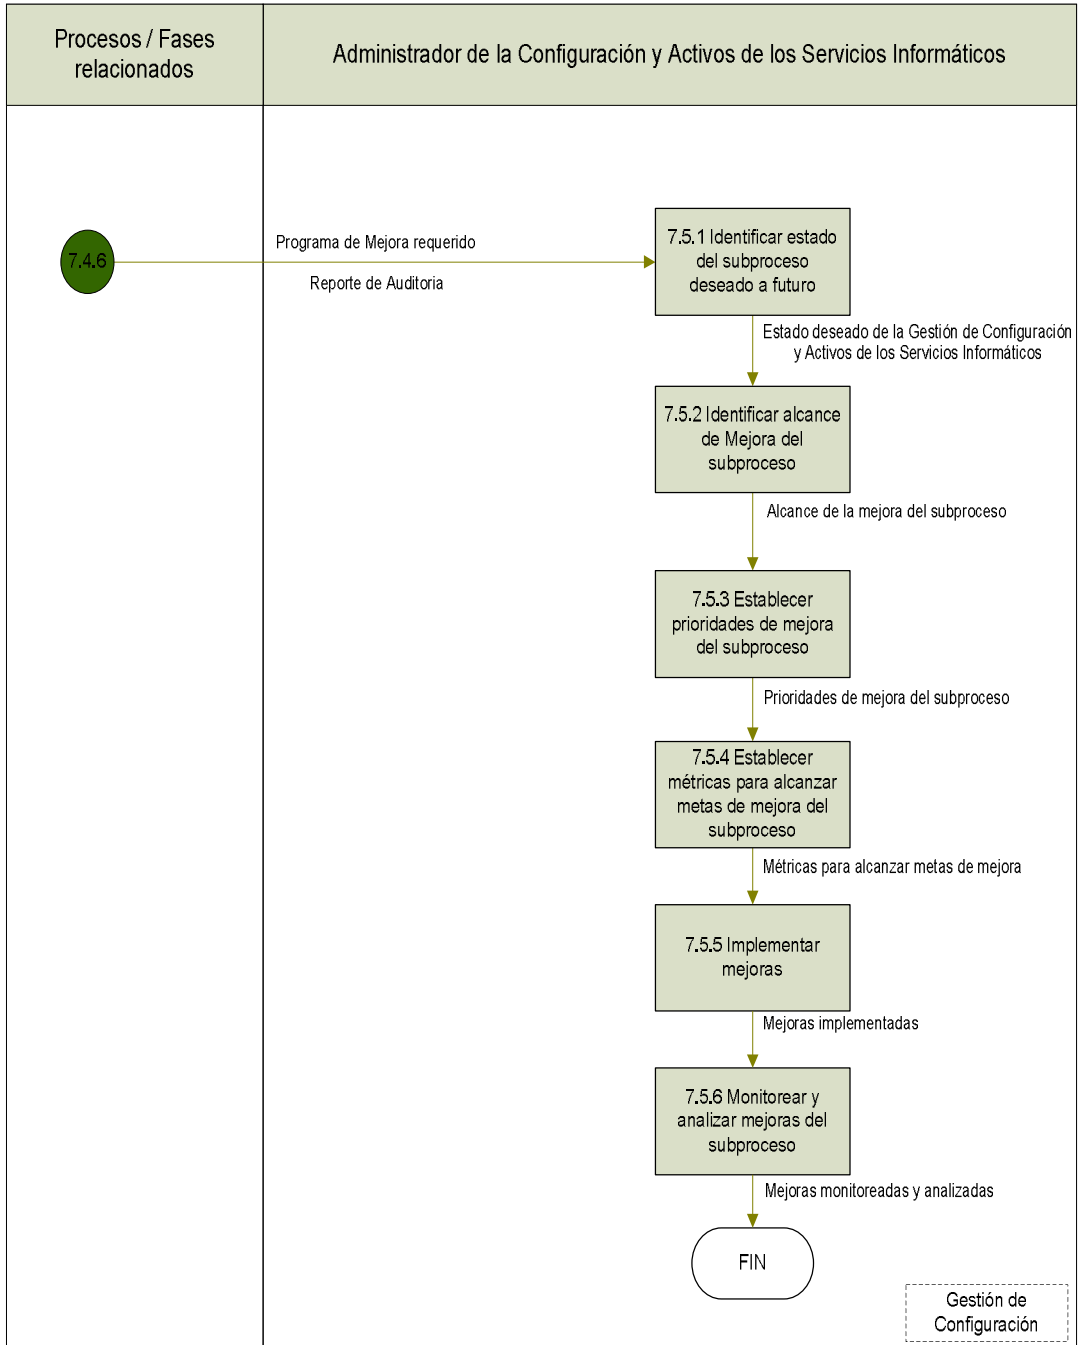 Procesos / Fases
relacionados
Administrador de la Configuración y Activos de los Servicios Informáticos
7.4.6
Programa de Mejora requerido
Reporte de Auditoria
7.5.1 Identificar estado
del subproceso
deseado a futuro
Estado deseado de la Gestión de Configuración
y Activos de los Servicios Informáticos
7.5.2 Identificar alcance
de Mejora del
subproceso
Alcance de la mejora del subproceso
7.5.3 Establecer
prioridades de mejora
del subproceso
Prioridades de mejora del subproceso
7.5.4 Establecer
métricas para alcanzar
metas de mejora del
subproceso
Métricas para alcanzar metas de mejora
7.5.5 Implementar
mejoras
Mejoras implementadas
7.5.6 Monitorear y
analizar mejoras del
subproceso
Mejoras monitoreadas y analizadas
FIN
Gestión de
Configuración